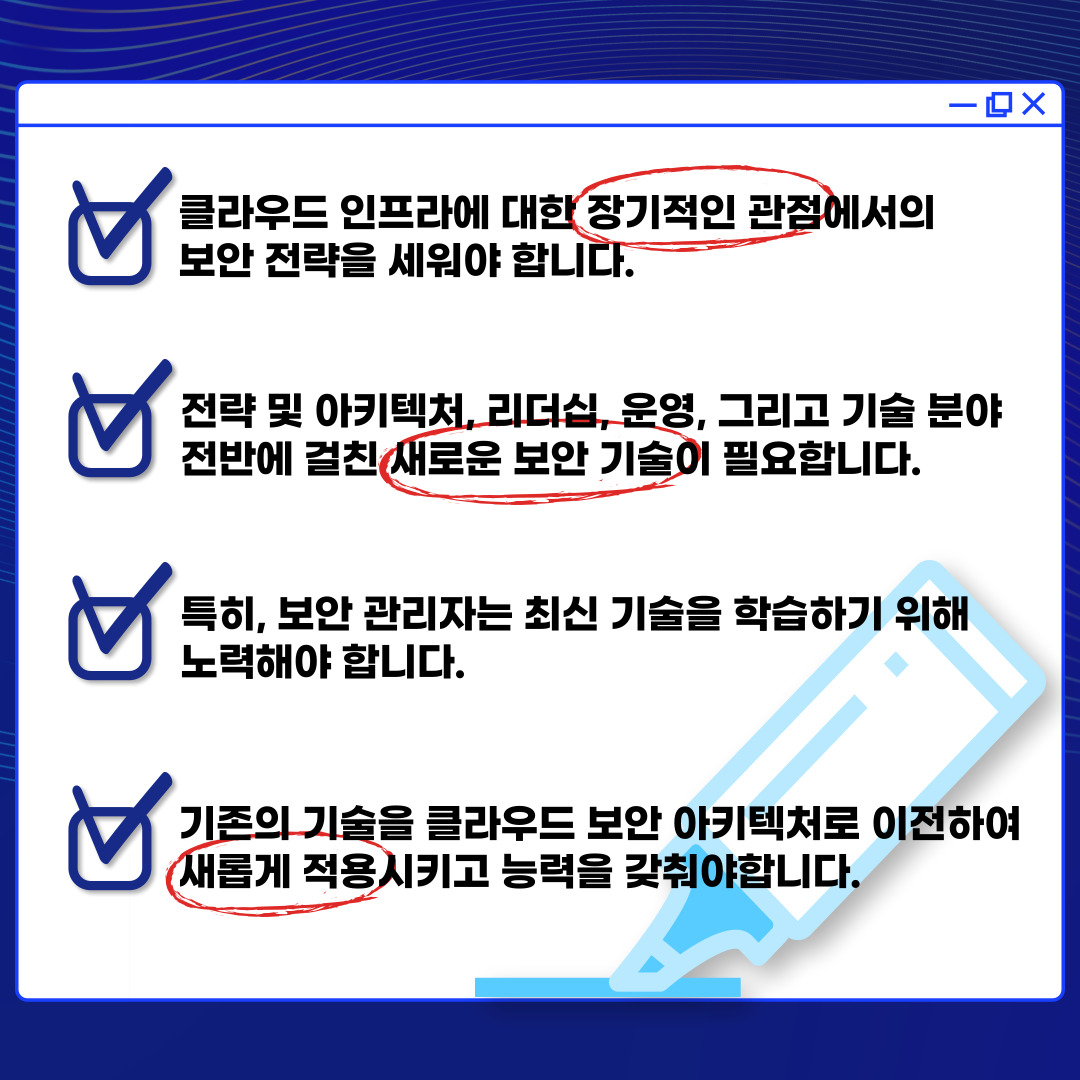 클라우드 인프라에 대한 장기적인 관점에서의
보안 전략을 세워야 합니다.
전략 및 아키텍처, 리더십, 운영, 그리고 기술 분야
전반에 걸친 새로운 보안 기술이 필요합니다.
특히, 보안 관리자는 최신 기술을 학습하기 위해
노력해야 합니다.
기존의 기술을 클라우드 보안 아키텍처로 이전하여
새롭게 적용시키고 능력을 갖춰야합니다.